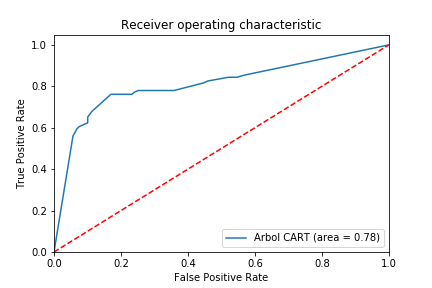 Receiver operating characteristic
True Positive Rate
1.0
0.8
0.6
0.4
0.2
0.0
Arbol CART (area = 0.78)
0.0 0.2 0.4 0.6 0.8 1.0
False Positive Rate